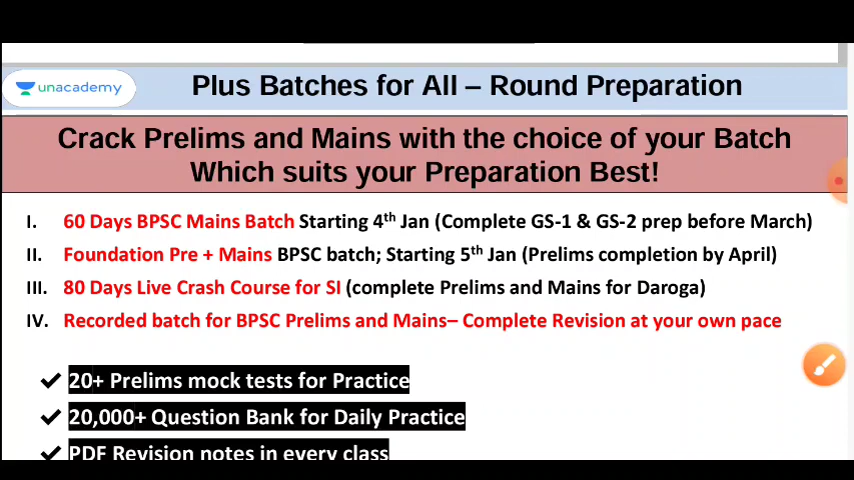 unacademy
Plus Batches for All – Round Preparation
Crack Prelims and Mains with the choice of your Batch
Which suits your Preparation Best!
I. 60 Days BPSC Mains Batch Starting 4th Jan (Complete GS-1 & GS-2 prep before March)
II. Foundation Pre + Mains BPSC batch; Starting 5th Jan (Prelims completion by April)
III. 80 Days Live Crash Course for SI (complete Prelims and Mains for Daroga)
IV. Recorded batch for BPSC Prelims and Mains– Complete Revision at your own pace
✔ 20+ Prelims mock tests for Practice
✔ 20,000+ Question Bank for Daily Practice
✔ PDF Revision notes in every class